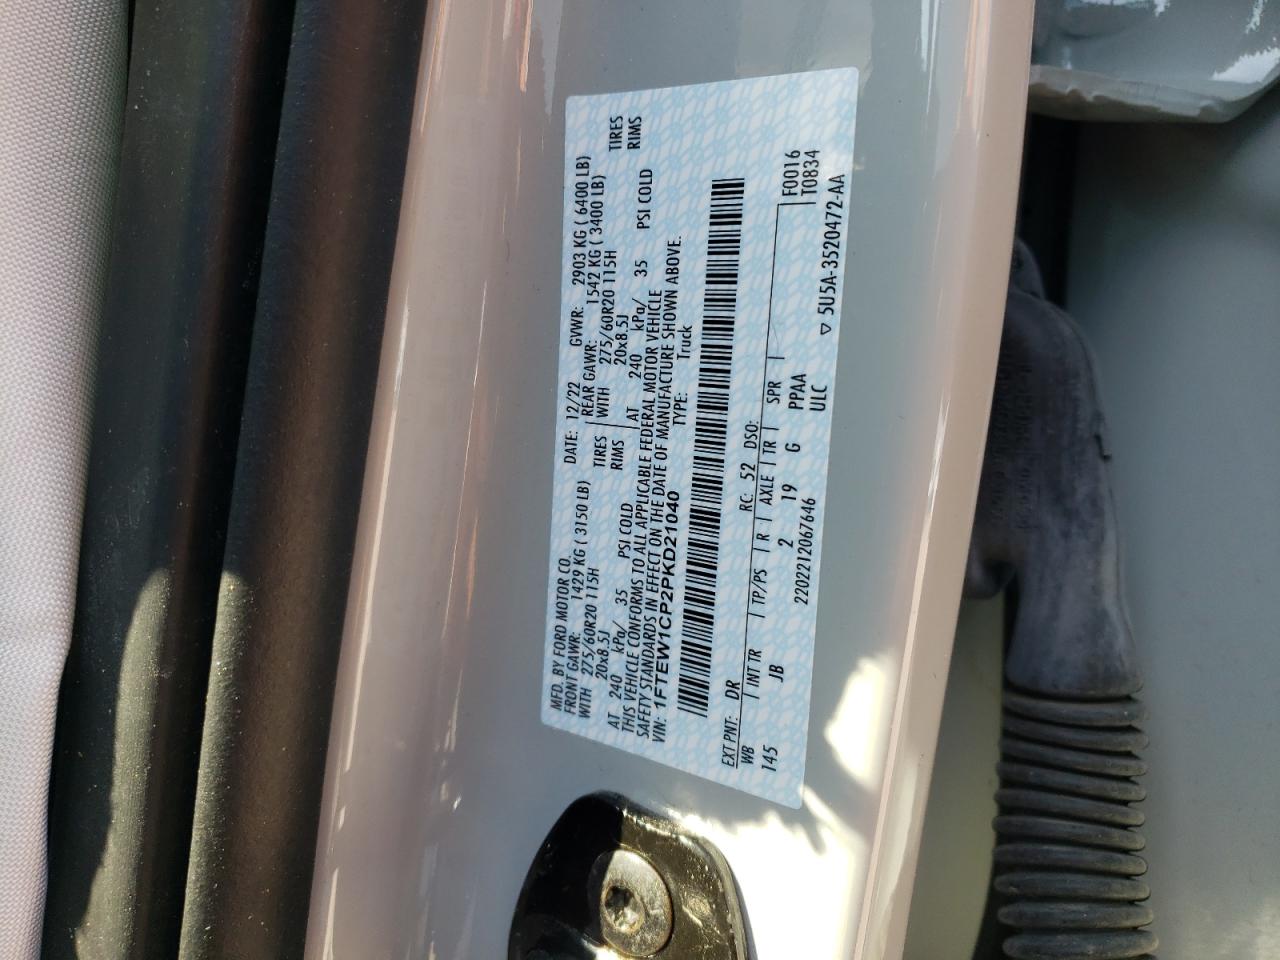 MFD. BY FORD MOTOR CO. DATE: 12/22 GVWR: 2903 KG ( 6400 LB)
FRONT GAWR: 1429 KG ( 3150 LB) REAR GAWR: 1542 KG ( 3400 LB)
WITH 275/60R20 115H TIRES WITH 275/60R20 115H TIRES
20x8.5J RIMS 20x8.5J RIMS
AT 240 kPa/ 35 PSI COLD AT 240 kPa/ 35 PSI COLD
THIS VEHICLE CONFORMS TO ALL APPLICABLE FEDERAL MOTOR VEHICLE
SAFETY STANDARDS IN EFFECT ON THE DATE OF MANUFACTURE SHOWN ABOVE.
VIN: 1FTEW1CP2PKD21040 TYPE: Truck
EXT PNT: DR RC: 52 DSO:
WB INT TR TP/PS R AXLE TR SPR F0016
145 JB 2 19 G PPAA T0834
2202212067646 ULC
▽ 5U5A-3520472-AA